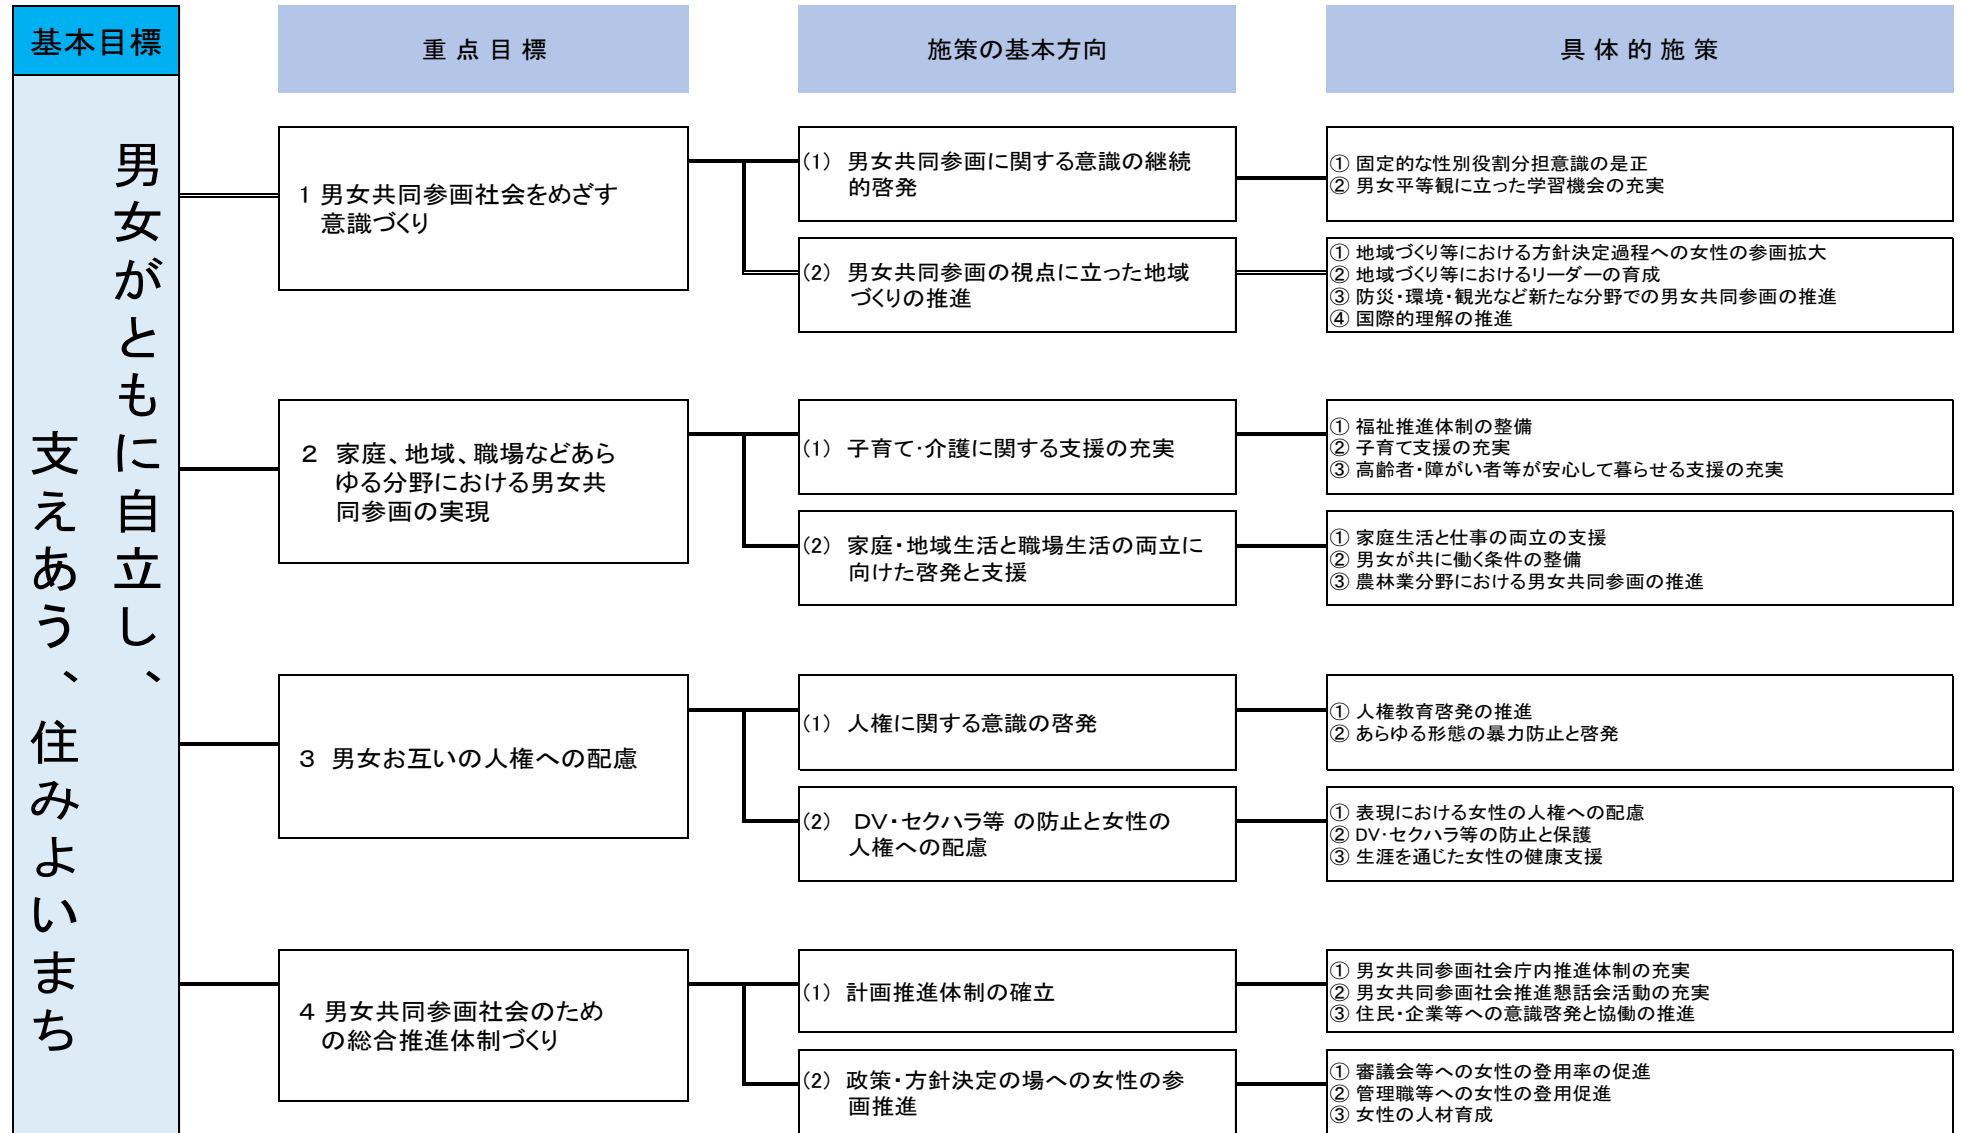 基本目標
男女がともに自立し、
支えあう、住みよいまち
重点目標
施策の基本方向
具体的施策
1 男女共同参画社会をめざす
意識づくり
(1) 男女共同参画に関する意識の継続
的啓発
① 固定的な性別役割分担意識の是正
② 男女平等観に立った学習機会の充実
(2) 男女共同参画の視点に立った地域
づくりの推進
① 地域づくり等における方針決定過程への女性の参画拡大
② 地域づくり等におけるリーダーの育成
③ 防災・環境・観光など新たな分野での男女共同参画の推進
④ 国際的理解の推進
2 家庭、地域、職場などあら
ゆる分野における男女共
同参画の実現
(1) 子育て・介護に関する支援の充実
① 福祉推進体制の整備
② 子育て支援の充実
③ 高齢者・障がい者等が安心して暮らせる支援の充実
(2) 家庭・地域生活と職場生活の両立に
向けた啓発と支援
① 家庭生活と仕事の両立の支援
② 男女が共に働く条件の整備
③ 農林業分野における男女共同参画の推進
3 男女お互いの人権への配慮
(1) 人権に関する意識の啓発
① 人権教育啓発の推進
② あらゆる形態の暴力防止と啓発
(2) DV・セクハラ等 の防止と女性の
人権への配慮
① 表現における女性の人権への配慮
② DV・セクハラ等の防止と保護
③ 生涯を通じた女性の健康支援
4 男女共同参画社会のため
の総合推進体制づくり
(1) 計画推進体制の確立
① 男女共同参画社会庁内推進体制の充実
② 男女共同参画社会推進懇話会活動の充実
③ 住民・企業等への意識啓発と協働の推進
(2) 政策・方針決定の場への女性の参
画推進
① 審議会等への女性の登用率の促進
② 管理職等への女性の登用促進
③ 女性の人材育成